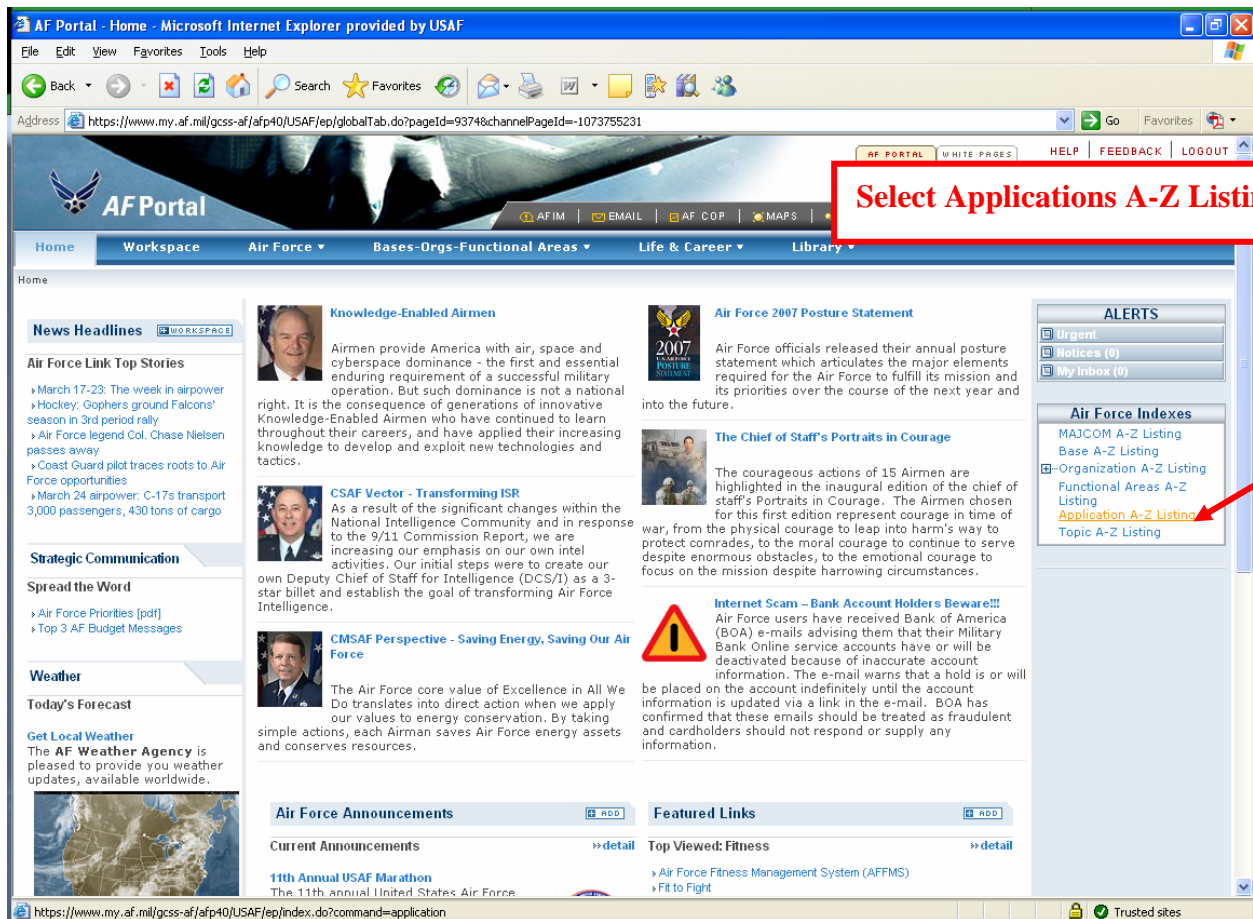 AF Portal - Home - Microsoft Internet Explorer provided by USAF
File Edit View Favorites Tools Help
Back Search Favorites
Address https://www.my.af.mil/gcss-af/afp40/USAF/ep/globalTab.do?pageId=9374&channelPageId=-1073755231 Go Favorites
AF PORTAL WHITE PAGES HELP | FEEDBACK | LOGOUT
AF Portal
AFIM | EMAIL | AF COP | MAPS |
Select Applications A-Z Listin
Home Workspace Air Force Bases-Orgs-Functional Areas Life & Career Library
Home
News Headlines WORKSPACE
Air Force Link Top Stories
March 17-23: The week in airpower
Hockey: Gophers ground Falcons'
season in 3rd period rally
Air Force legend Col. Chase Nielsen
passes away
Coast Guard pilot traces roots to Air
Force opportunities
March 24 airpower: C-17s transport
3,000 passengers, 430 tons of cargo
Strategic Communication
Spread the Word
Air Force Priorities [pdf]
Top 3 AF Budget Messages
Weather
Today's Forecast
Get Local Weather
The AF Weather Agency is
pleased to provide you weather
updates, available worldwide.
Knowledge-Enabled Airmen
Airmen provide America with air, space and
cyberspace dominance - the first and essential
enduring requirement of a successful military
operation. But such dominance is not a national
right. It is the consequence of generations of innovative
Knowledge-Enabled Airmen who have continued to learn
throughout their careers, and have applied their increasing
knowledge to develop and exploit new technologies and
tactics.
CSAF Vector - Transforming ISR
As a result of the significant changes within the
National Intelligence Community and in response
to the 9/11 Commission Report, we are
increasing our emphasis on our own intel
activities. Our initial steps were to create our
own Deputy Chief of Staff for Intelligence (DCS/I) as a 3-
star billet and establish the goal of transforming Air Force
Intelligence.
CMSAF Perspective - Saving Energy, Saving Our Air
Force
The Air Force core value of Excellence in All We
Do translates into direct action when we apply
our values to energy conservation. By taking
simple actions, each Airman saves Air Force energy assets
and conserves resources.
Air Force 2007 Posture Statement
2007
U.S. AIR FORCE
POSTURE
STATEMENT
Air Force officials released their annual posture
statement which articulates the major elements
required for the Air Force to fulfill its mission and
its priorities over the course of the next year and
into the future.
The Chief of Staff's Portraits in Courage
The courageous actions of 15 Airmen are
highlighted in the inaugural edition of the chief of
staff's Portraits in Courage. The Airmen chosen
for this first edition represent courage in time of
war, from the physical courage to leap into harm's way to
protect comrades, to the moral courage to continue to serve
despite enormous obstacles, to the emotional courage to
focus on the mission despite harrowing circumstances.
Internet Scam – Bank Account Holders Beware!!!
Air Force users have received Bank of America
(BOA) e-mails advising them that their Military
Bank Online service accounts have or will be
deactivated because of inaccurate account
information. The e-mail warns that a hold is or will
be placed on the account indefinitely until the account
information is updated via a link in the e-mail. BOA has
confirmed that these emails should be treated as fraudulent
and cardholders should not respond or supply any
information.
ALERTS
Urgent
Notices (0)
My Inbox (0)
Air Force Indexes
MAJCOM A-Z Listing
Base A-Z Listing
Organization A-Z Listing
Functional Areas A-Z
Listing
Application A-Z Listing
Topic A-Z Listing
Air Force Announcements ADD
Current Announcements detail
11th Annual USAF Marathon
The 11th annual United States Air Force
Featured Links ADD
Top Viewed: Fitness detail
Air Force Fitness Management System (AFFMS)
Fit to Fight
https://www.my.af.mil/gcss-af/afp40/USAF/ep/index.do?command=application Trusted sites